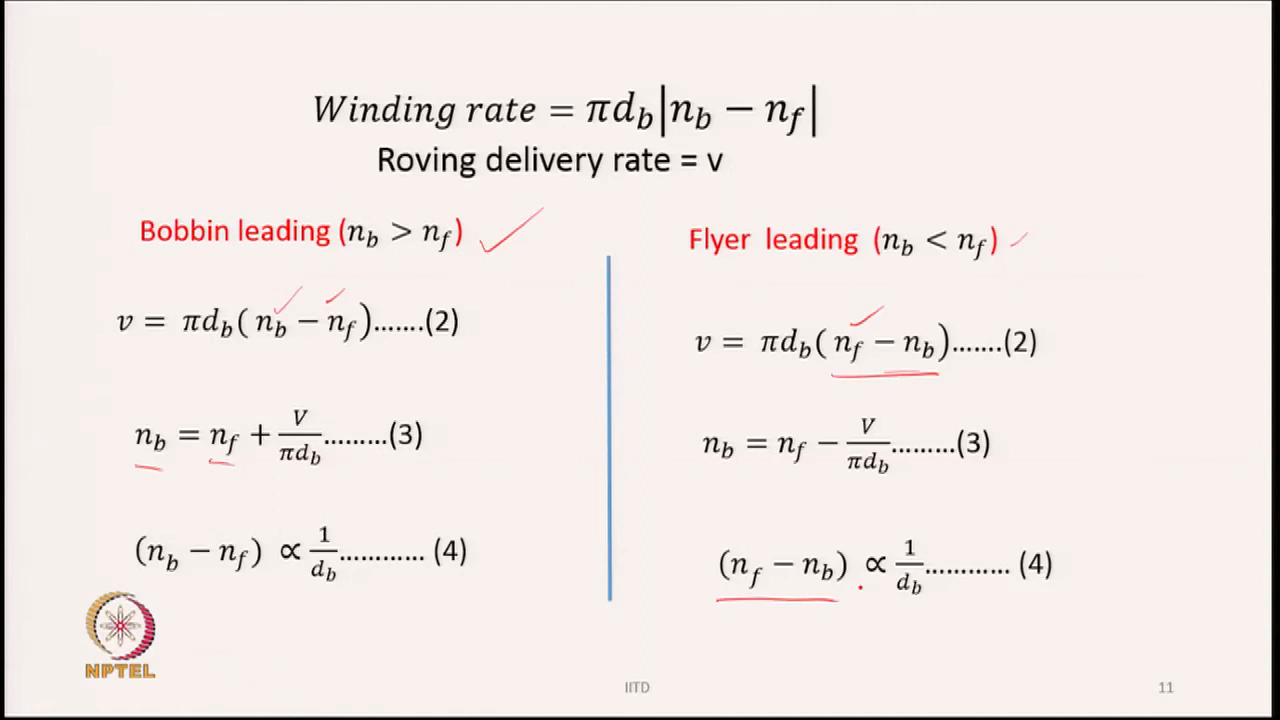 Winding rate = πd_b|n_b − n_f|
Roving delivery rate = v
Bobbin leading (n_b > n_f)
v = πd_b( n_b − n_f).......(2)
n_b = n_f + V/πd_b.........(3)
(n_b − n_f) ∝ 1/d_b............ (4)
Flyer leading (n_b < n_f)
v = πd_b( n_f − n_b).......(2)
n_b = n_f − V/πd_b.........(3)
(n_f − n_b) ∝ 1/d_b............ (4)
NPTEL
IITD
11